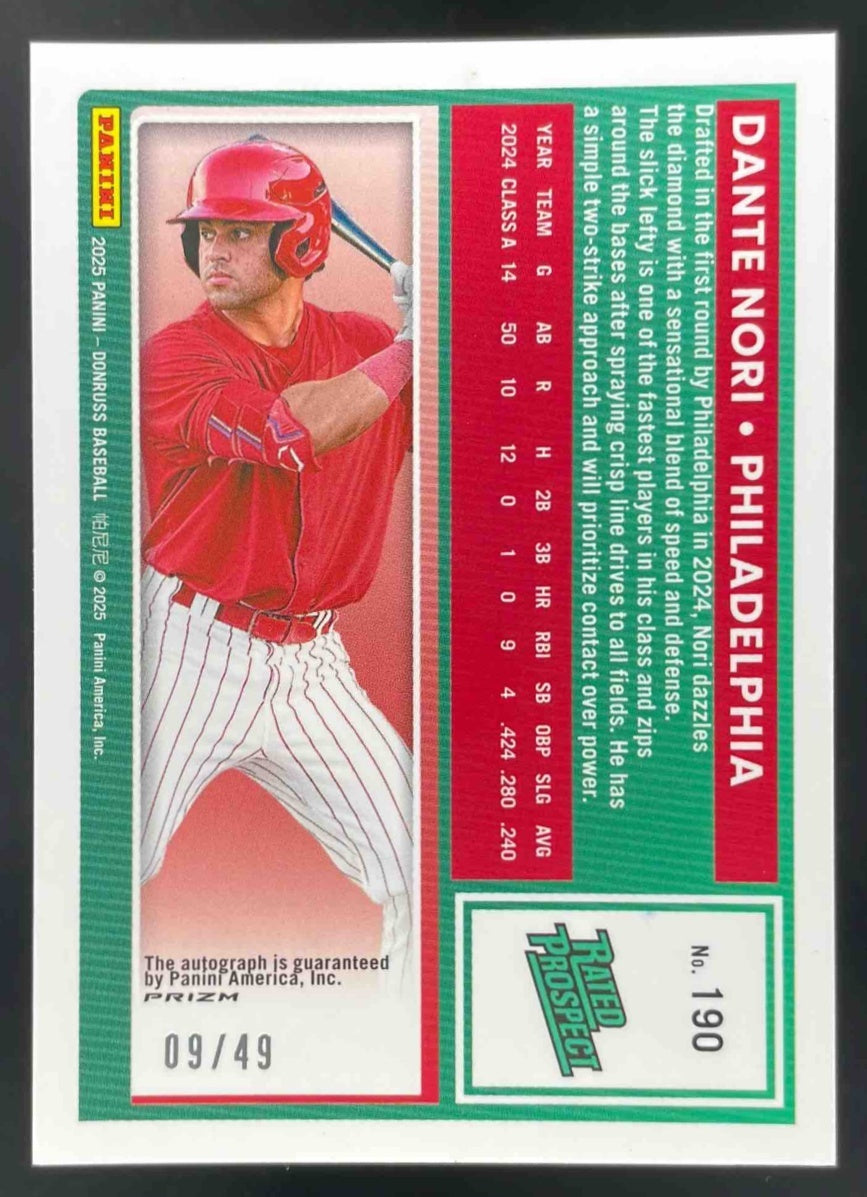 DANTE NORI • PHILADELPHIA
Drafted in the first round by Philadelphia in 2024, Nori dazzles
the diamond with a sensational blend of speed and defense.
The slick lefty is one of the fastest players in his class and zips
around the bases after spraying crisp line drives to all fields. He has
a simple two-strike approach and will prioritize contact over power.
YEAR TEAM G AB R H 2B 3B HR RBI SB OBP SLG AVG
2024 CLASS A 14 50 10 12 0 1 0 9 4 .424 .280 .240
No. 190
RATED
PROSPECT
The autograph is guaranteed
by Panini America, Inc.
PRIZM
09/49
PANINI
2025 PANINI – DONRUSS BASEBALL 帕尼尼 © 2025 Panini America, Inc.